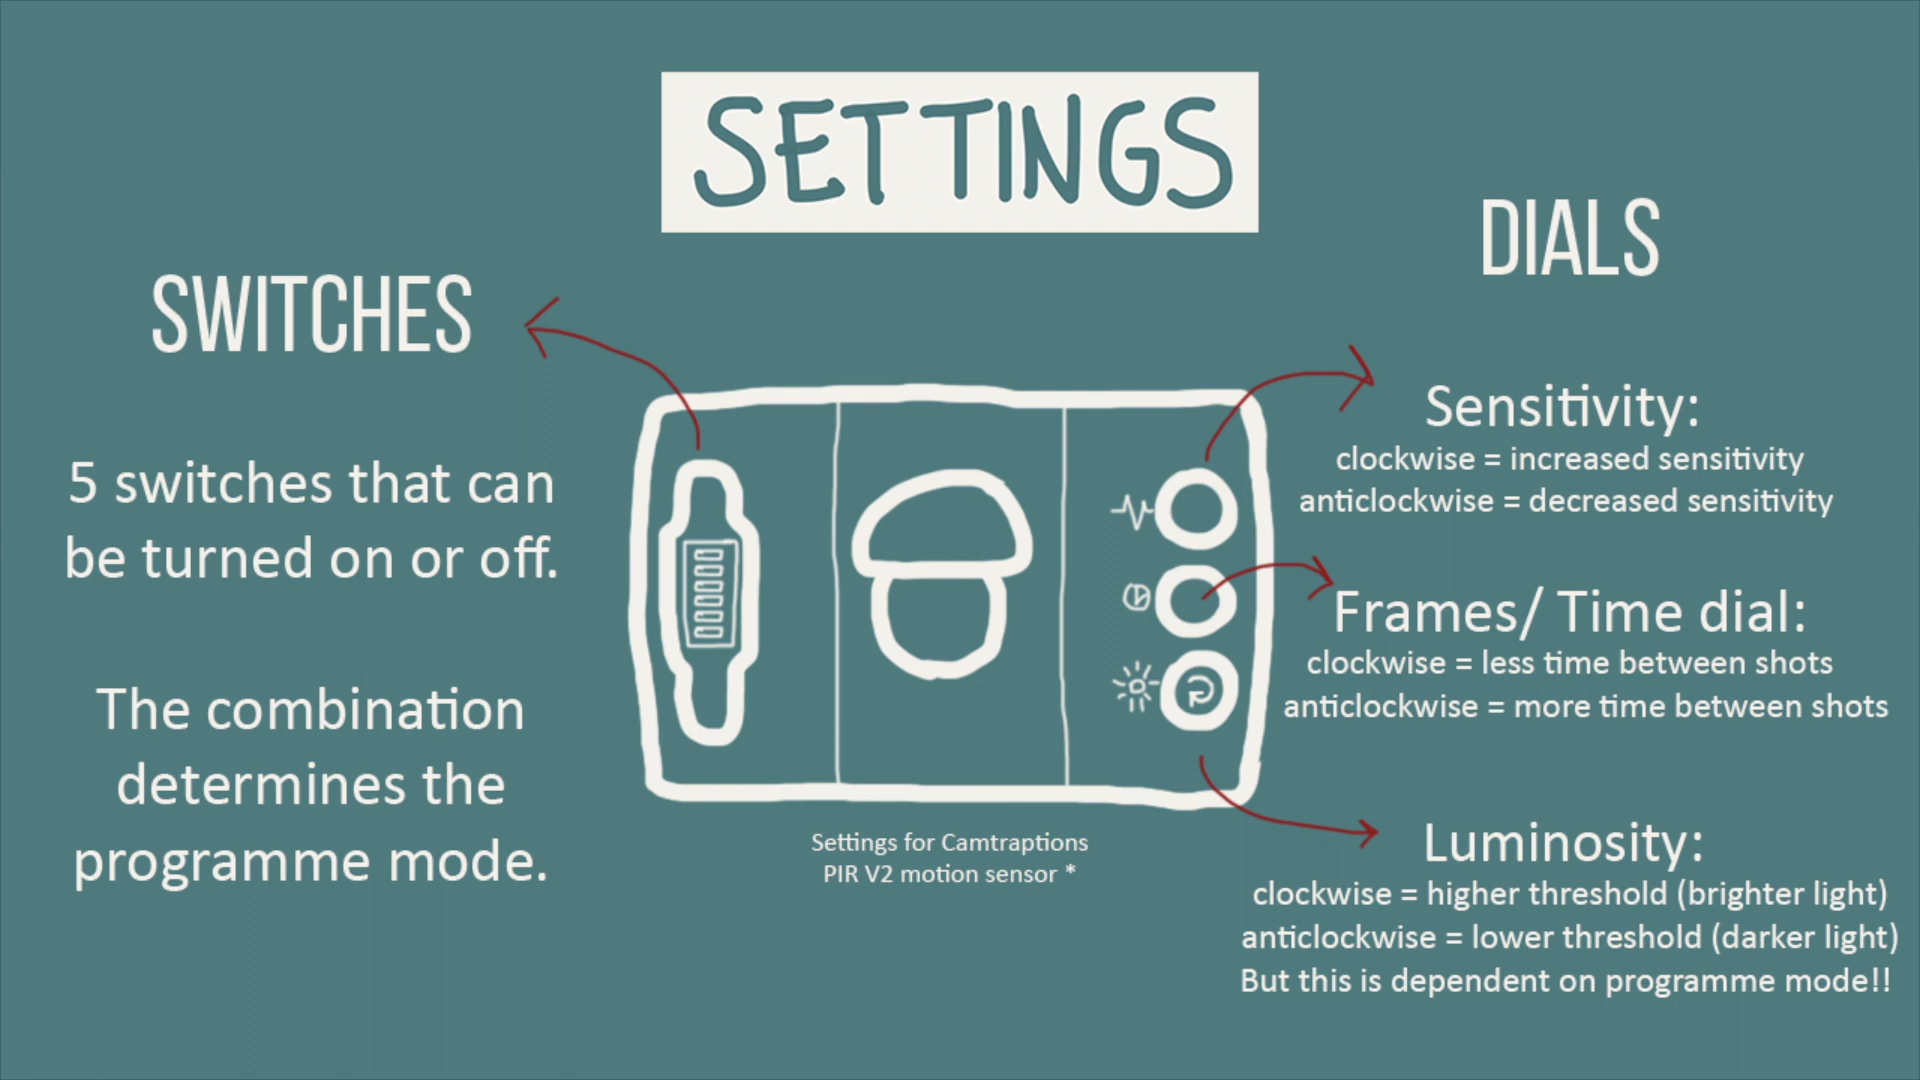 SETTINGS
SWITCHES
5 switches that can
be turned on or off.
The combination
determines the
programme mode.
Settings for Camtraptions
PIR V2 motion sensor *
DIALS
Sensitivity:
clockwise = increased sensitivity
anticlockwise = decreased sensitivity
Frames/ Time dial:
clockwise = less time between shots
anticlockwise = more time between shots
Luminosity:
clockwise = higher threshold (brighter light)
anticlockwise = lower threshold (darker light)
But this is dependent on programme mode!!